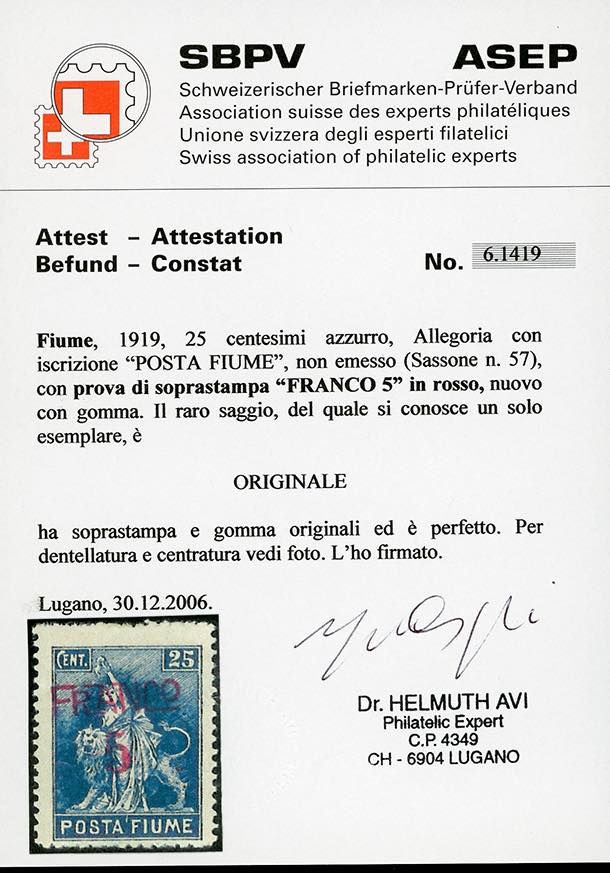 SBPV ASEP
Schweizerischer Briefmarken-Prüfer-Verband
Association suisse des experts philatéliques
Unione svizzera degli esperti filatelici
Swiss association of philatelic experts
Attest – Attestation
Befund – Constat
No. 6.1419
Fiume, 1919, 25 centesimi azzurro, Allegoria con
iscrizione “POSTA FIUME”, non emesso (Sassone n. 57),
con prova di soprastampa “FRANCO 5” in rosso, nuovo
con gomma. Il raro saggio, del quale si conosce un solo
esemplare, è
ORIGINALE
ha soprastampa e gomma originali ed è perfetto. Per
dentellatura e centratura vedi foto. L’ho firmato.
Lugano, 30.12.2006.
Dr. HELMUTH AVI
Philatelic Expert
C.P. 4349
CH - 6904 LUGANO
CENT. 25
FRANCO
5
POSTA FIUME